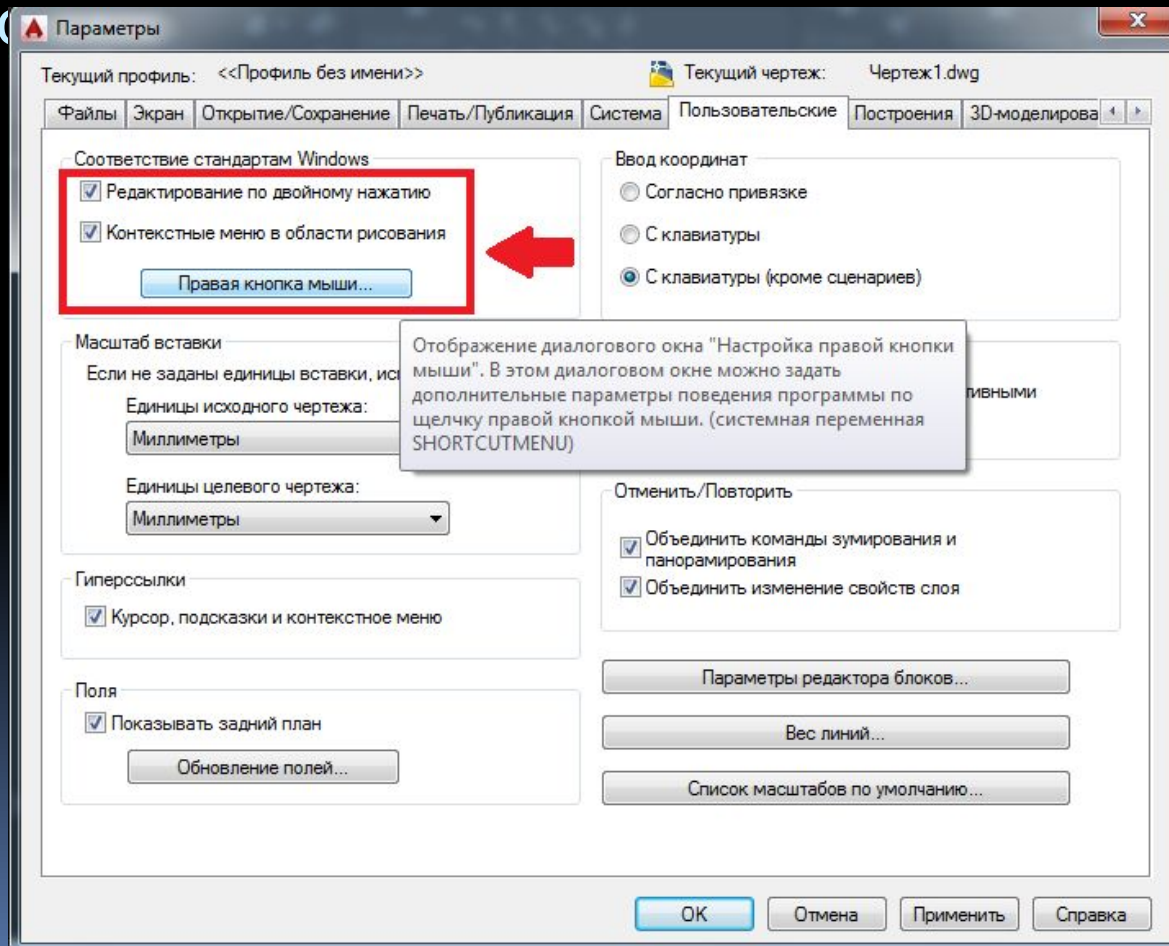 Параметры
Текущий профиль: <<Профиль без имени>> Текущий чертеж: Чертеж1.dwg
Файлы Экран Открытие/Сохранение Печать/Публикация Система Пользовательские Построения 3D-моделирова
Соответствие стандартам Windows
Редактирование по двойному нажатию
Контекстные меню в области рисования
Правая кнопка мыши...
Ввод координат
Согласно привязке
С клавиатуры
С клавиатуры (кроме сценариев)
Масштаб вставки
Если не заданы единицы вставки,
Единицы исходного чертежа:
Миллиметры
Единицы целевого чертежа:
Миллиметры
Отображение диалогового окна "Настройка правой кнопки
мыши". В этом диалоговом окне можно задать
дополнительные параметры поведения программы по
щелчку правой кнопкой мыши. (системная переменная
SHORTCUTMENU)
Отменить/Повторить
Объединить команды зумирования и
панорамирования
Объединить изменение свойств слоя
Гиперссылки
Курсор, подсказки и контекстное меню
Поля
Показывать задний план
Обновление полей...
Параметры редактора блоков...
Вес линий...
Список масштабов по умолчанию...
OK Отмена Применить Справка